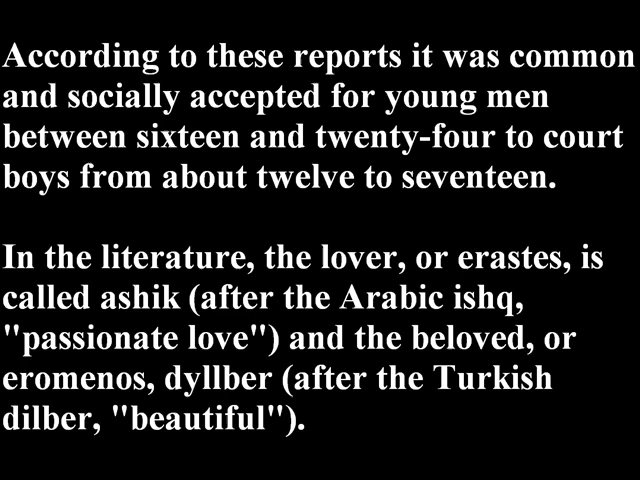 According to these reports it was common
and socially accepted for young men
between sixteen and twenty-four to court
boys from about twelve to seventeen.
In the literature, the lover, or erastes, is
called ashik (after the Arabic ishq,
"passionate love") and the beloved, or
eromenos, dyllber (after the Turkish
dilber, "beautiful").